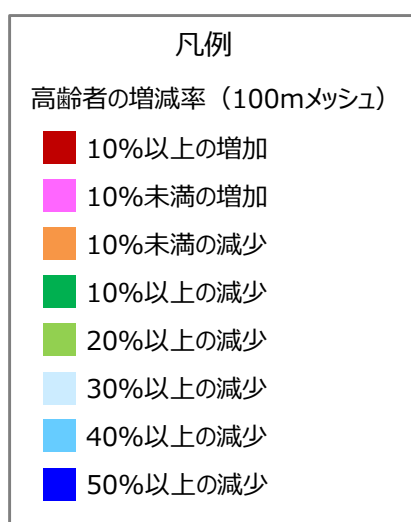 凡例
高齢者の増減率（100mメッシュ）
10%以上の増加
10%未満の増加
10%未満の減少
10%以上の減少
20%以上の減少
30%以上の減少
40%以上の減少
50%以上の減少